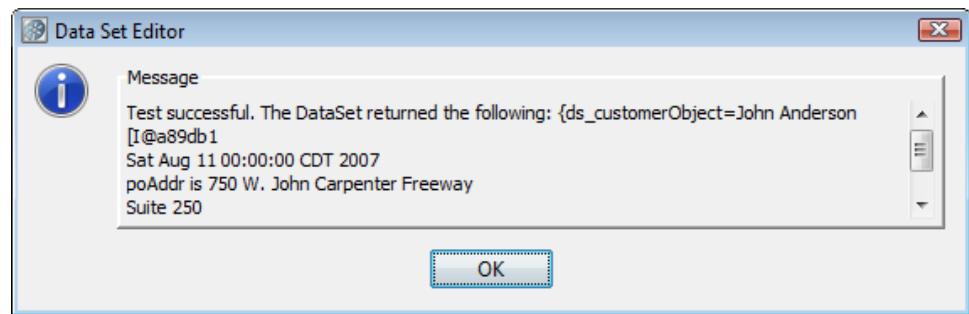 Data Set Editor
Message
Test successful. The DataSet returned the following: {ds_customerObject=John Anderson
[I@a89db1
Sat Aug 11 00:00:00 CDT 2007
poAddr is 750 W. John Carpenter Freeway
Suite 250
OK